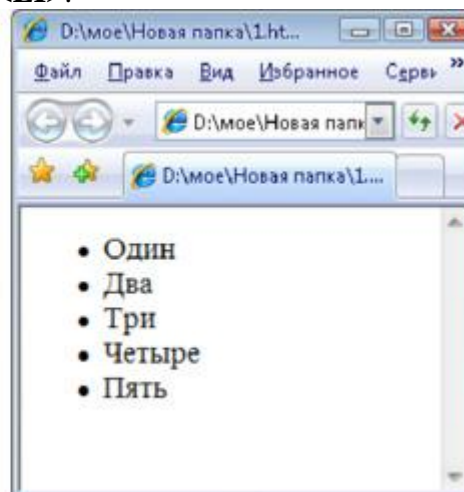 D:\мое\Новая папка\1.ht...
Файл Правка Вид Избранное Серви »
D:\мое\Новая папк
D:\мое\Новая папка\1....
• Один
• Два
• Три
• Четыре
• Пять